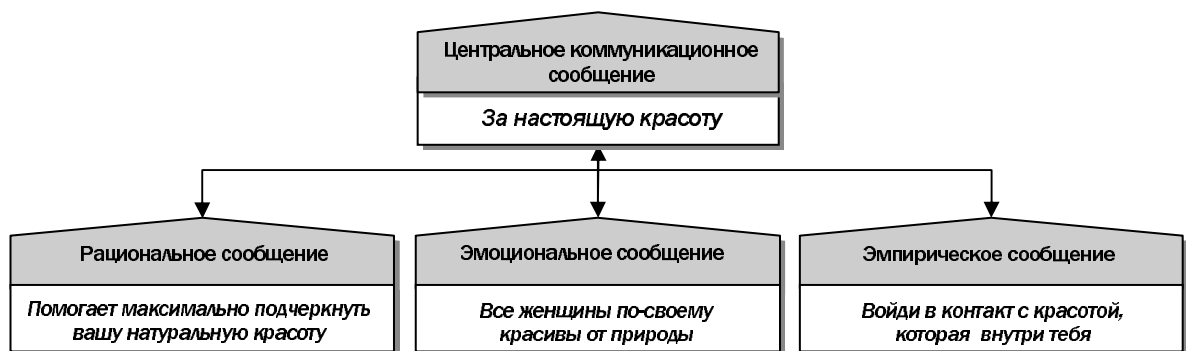 Центральное коммуникационное
сообщение
За настоящую красоту
Рациональное сообщение
Помогает максимально подчеркнуть
вашу натуральную красоту
Эмоциональное сообщение
Все женщины по-своему
красивы от природы
Эмпирическое сообщение
Войди в контакт с красотой,
которая внутри тебя